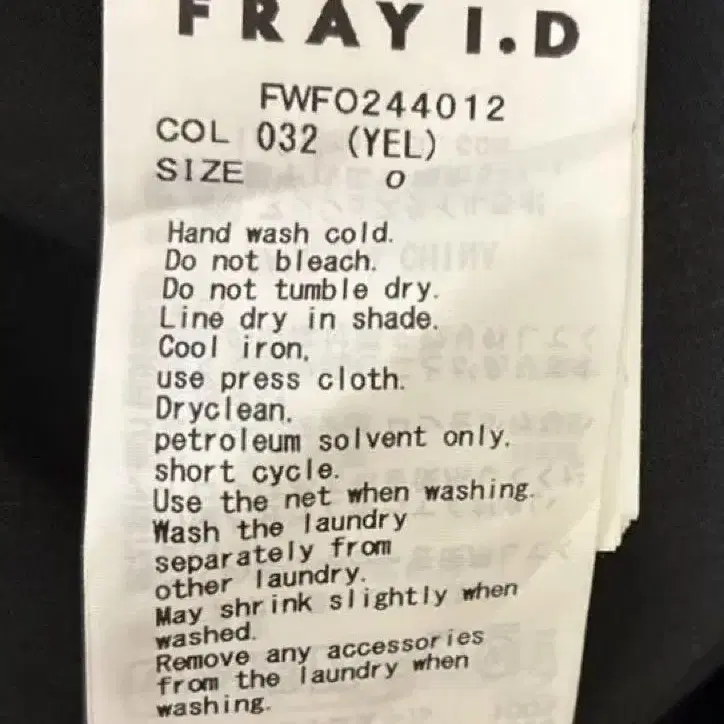 FRAY I.D
FWFO244012
COL 032 (YEL)
SIZE 0
Hand wash cold.
Do not bleach.
Do not tumble dry.
Line dry in shade.
Cool iron,
use press cloth.
Dryclean,
petroleum solvent only,
short cycle.
Use the net when washing.
Wash the laundry
separately from
other laundry.
May shrink slightly when
washed.
Remove any accessories
from the laundry when
washing.